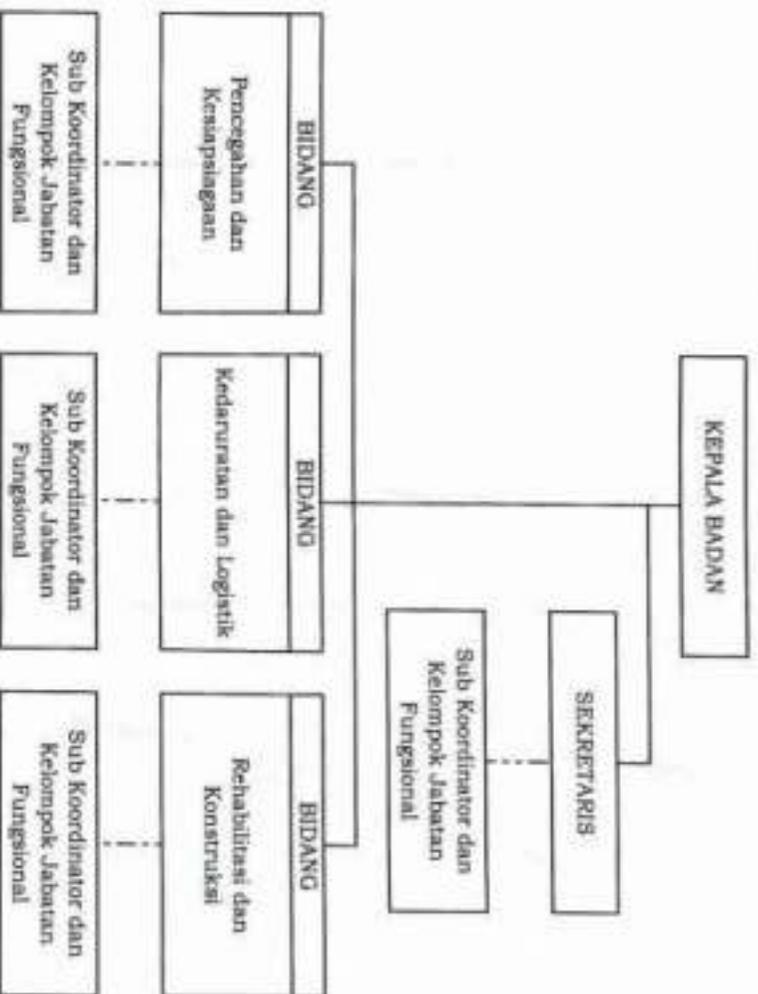 KEPALA BADAN
SEKRETARIS
Sub Koordinator dan
Kelompok Jabatan
Fungsional
BIDANG
Pencegahan dan
Kesiapsiagaan
BIDANG
Kedaruratan dan Logistik
BIDANG
Rehabilitasi dan
Konstruksi
Sub Koordinator dan
Kelompok Jabatan
Fungsional
Sub Koordinator dan
Kelompok Jabatan
Fungsional
Sub Koordinator dan
Kelompok Jabatan
Fungsional